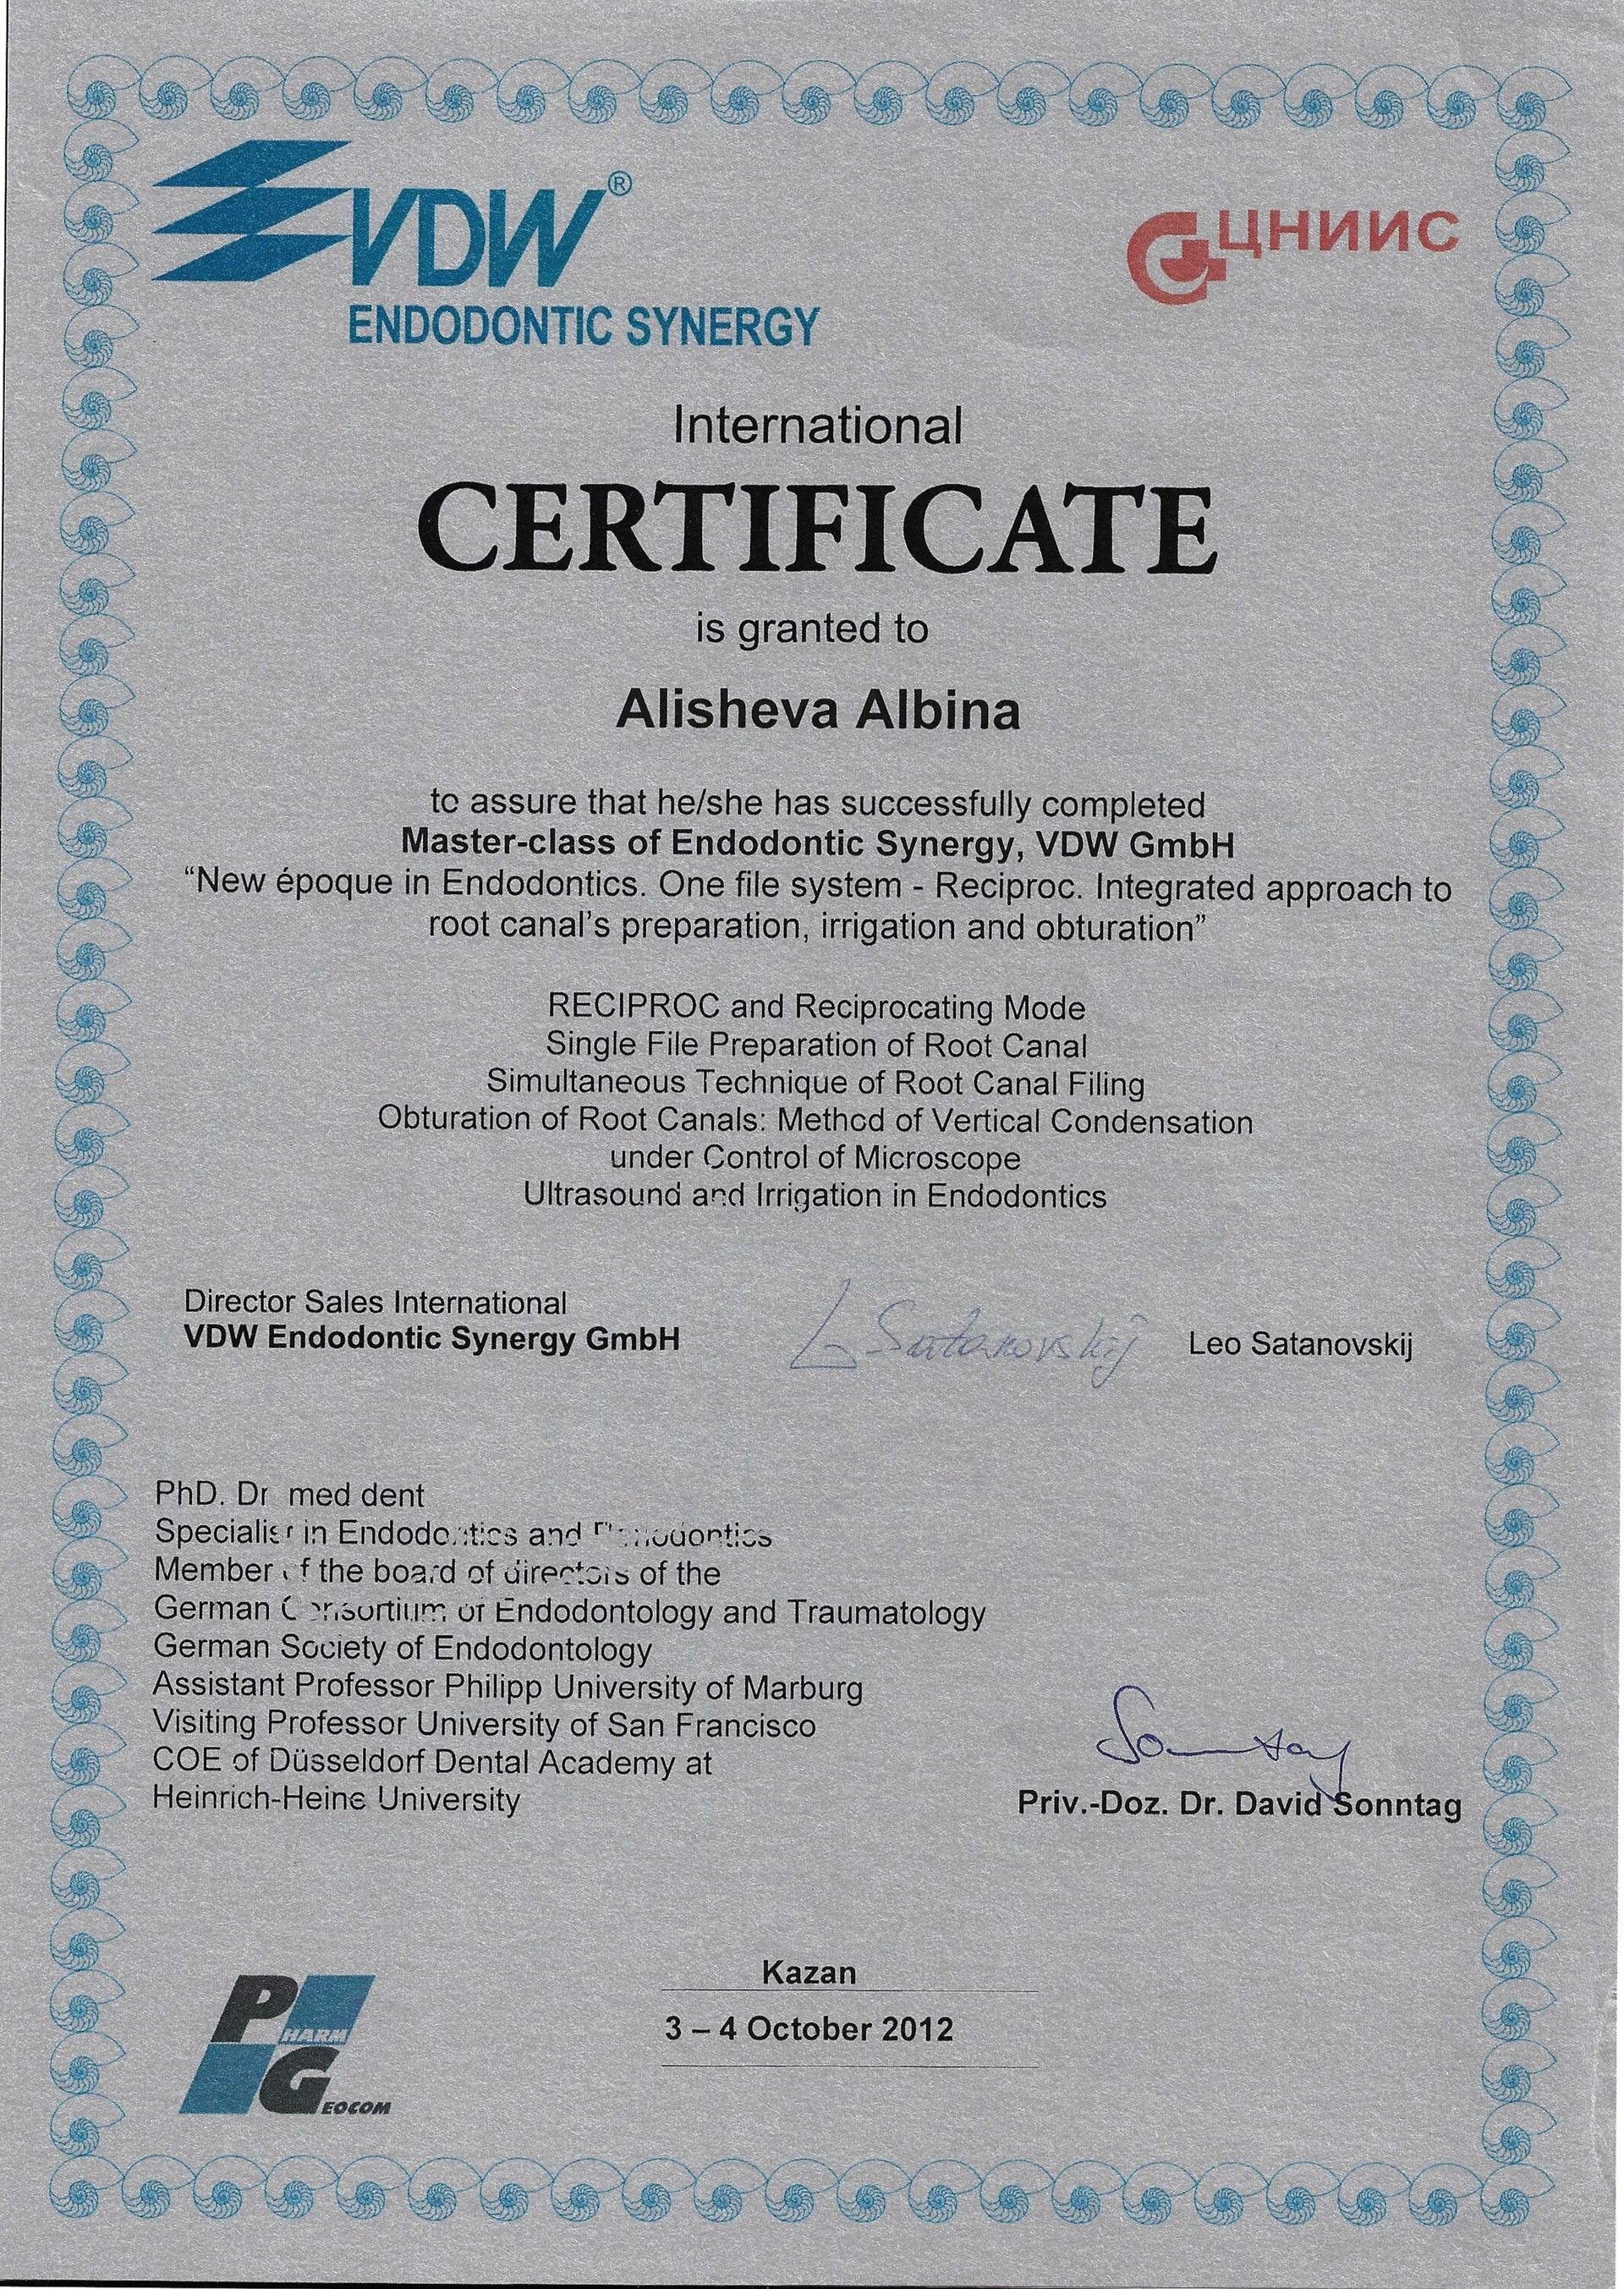 VDW®
ENDODONTIC SYNERGY
ЦНИИС
International
CERTIFICATE
is granted to
Alisheva Albina
to assure that he/she has successfully completed
Master-class of Endodontic Synergy, VDW GmbH
“New époque in Endodontics. One file system - Reciproc. Integrated approach to
root canal’s preparation, irrigation and obturation”
RECIPROC and Reciprocating Mode
Single File Preparation of Root Canal
Simultaneous Technique of Root Canal Filing
Obturation of Root Canals: Method of Vertical Condensation
under Control of Microscope
Ultrasound and Irrigation in Endodontics
Director Sales International
VDW Endodontic Synergy GmbH
L Satanovskij
Leo Satanovskij
PhD. Dr med dent
Specialist in Endodontics and
Member of the board of directors of the
German Consortium of Endodontology and Traumatology
German Society of Endodontology
Assistant Professor Philipp University of Marburg
Visiting Professor University of San Francisco
COE of Düsseldorf Dental Academy at
Heinrich-Heine University
Sonntag
Priv.-Doz. Dr. David Sonntag
Kazan
3 – 4 October 2012
PHARM
GEOCOM